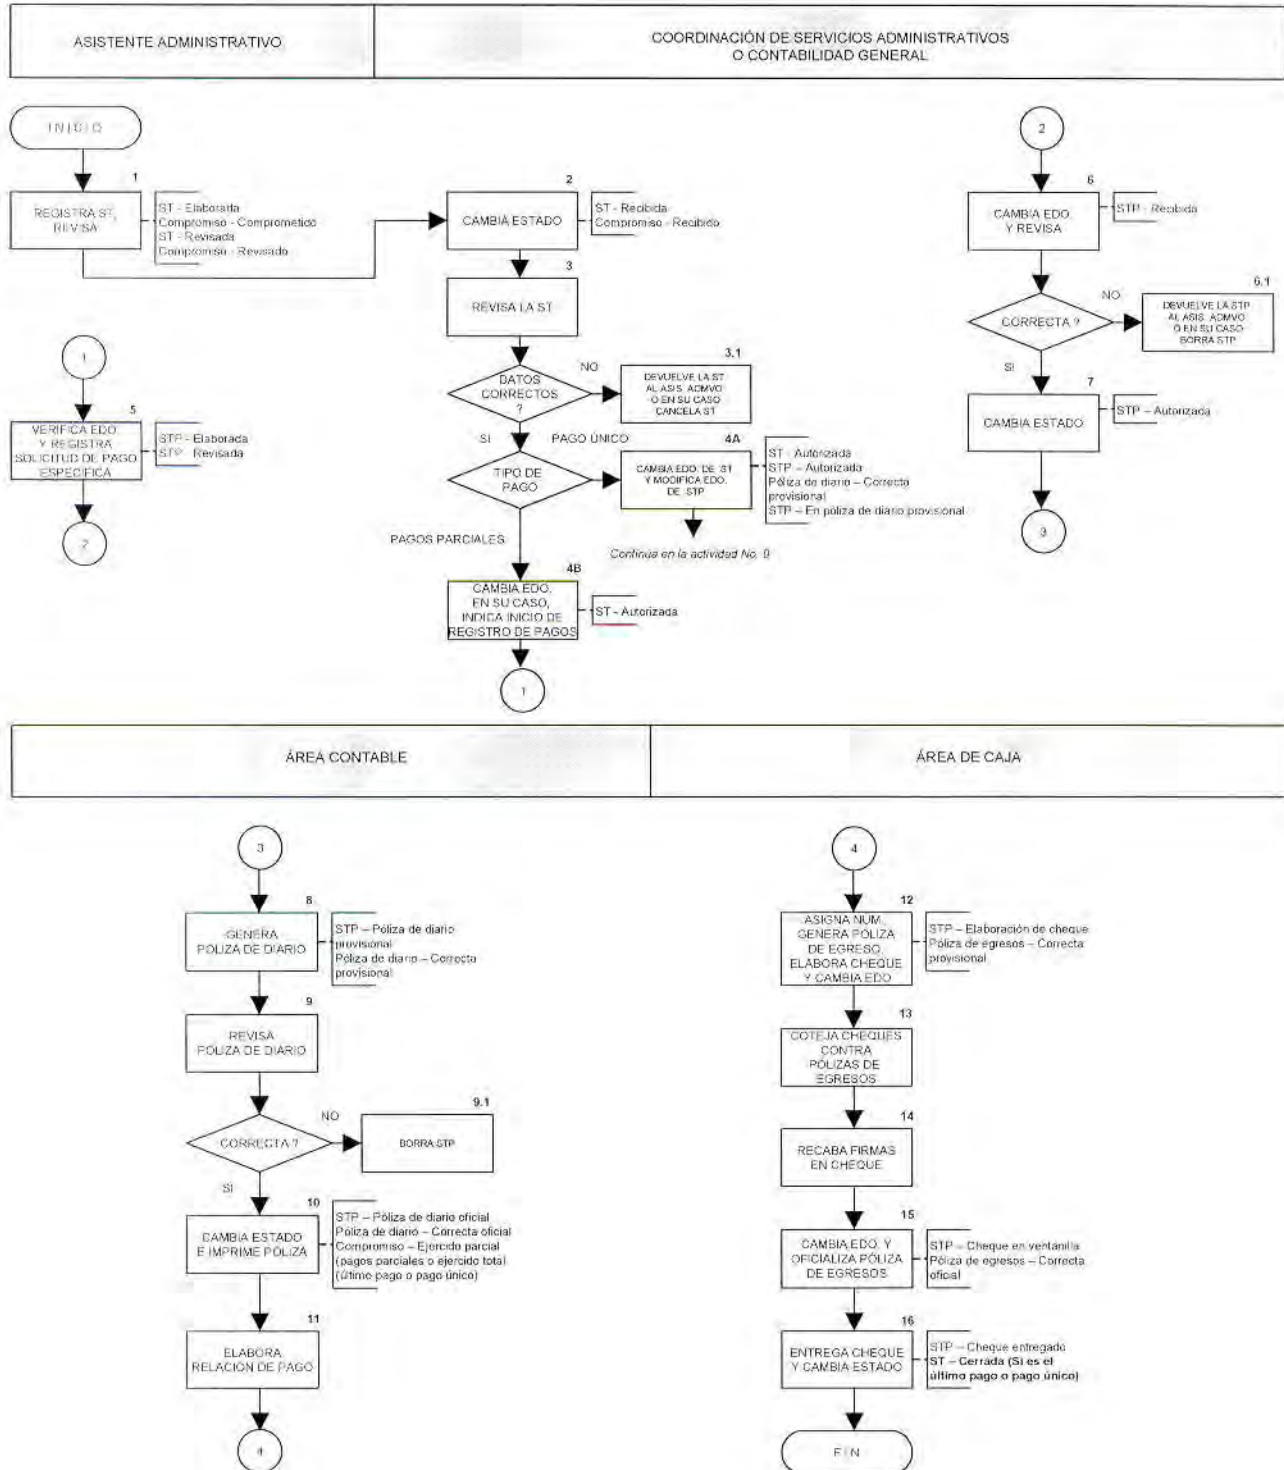 ASISTENTE ADMINISTRATIVO
COORDINACIÓN DE SERVICIOS ADMINISTRATIVOS
O CONTABILIDAD GENERAL
INICIO
1
REGISTRA ST,
REVISA
ST - Elaborada
Compromiso - Comprometido
ST - Revisada
Compromiso - Revisado
1
5
VERIFICA EDO.
Y REGISTRA
SOLICITUD DE PAGO
ESPECÍFICA
STP - Elaborada
STP - Revisada
2
2
CAMBIA ESTADO
ST - Recibida
Compromiso - Recibido
3
REVISA LA ST
DATOS
CORRECTOS
?
NO
3.1
DEVUELVE LA ST
AL ASIS. ADMVO
O EN SU CASO
CANCELA ST
SI
PAGO ÚNICO
TIPO DE
PAGO
4A
CAMBIA EDO. DE ST
Y MODIFICA EDO.
DE STP
ST - Autorizada
STP – Autorizada
Póliza de diario – Correcta
provisional
STP – En póliza de diario provisional
Continua en la actividad No. 9
PAGOS PARCIALES
4B
CAMBIA EDO.
EN SU CASO,
INDICA INICIO DE
REGISTRO DE PAGOS
ST - Autorizada
1
2
6
CAMBIA EDO.
Y REVISA
STP - Recibida
CORRECTA ?
NO
6.1
DEVUELVE LA STP
AL ASIS. ADMVO
O EN SU CASO
BORRA STP
SI
7
CAMBIA ESTADO
STP – Autorizada
3
ÁREA CONTABLE
ÁREA DE CAJA
3
8
GENERA
PÓLIZA DE DIARIO
STP – Póliza de diario
provisional
Póliza de diario – Correcta
provisional
9
REVISA
PÓLIZA DE DIARIO
CORRECTA ?
NO
9.1
BORRA STP
SI
10
CAMBIA ESTADO
E IMPRIME PÓLIZA
STP – Póliza de diario oficial
Póliza de diario – Correcta oficial
Compromiso – Ejercido parcial
(pagos parciales o ejercido total
(último pago o pago único)
11
ELABORA
RELACIÓN DE PAGO
4
4
12
ASIGNA NUM.
GENERA PÓLIZA
DE EGRESO,
ELABORA CHEQUE
Y CAMBIA EDO
STP – Elaboración de cheque
Póliza de egresos – Correcta
provisional
13
COTEJA CHEQUES
CONTRA
PÓLIZAS DE
EGRESOS
14
RECABA FIRMAS
EN CHEQUE
15
CAMBIA EDO. Y
OFICIALIZA PÓLIZA
DE EGRESOS
STP – Cheque en ventanilla
Póliza de egresos – Correcta
oficial
16
ENTREGA CHEQUE
Y CAMBIA ESTADO
STP – Cheque entregado
ST – Cerrada (Si es el
último pago o pago único)
FIN